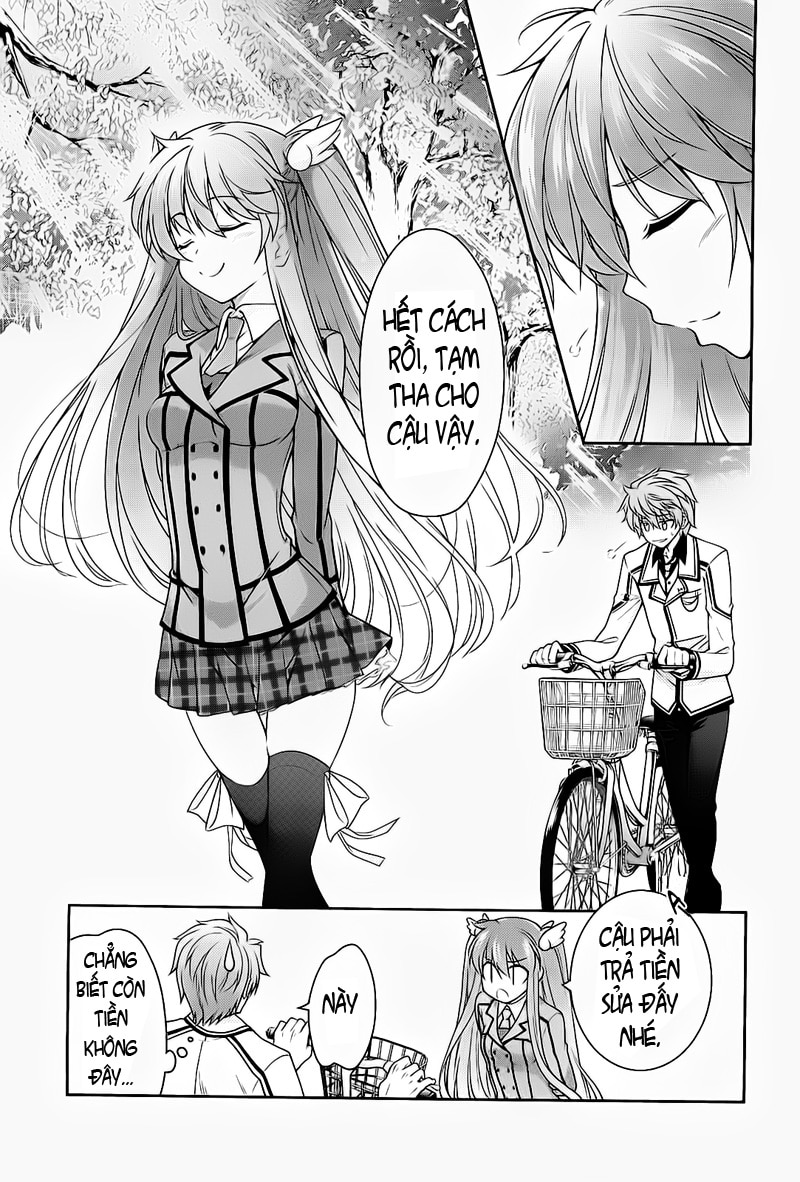 HẾT CÁCH
RỒI, TẠM
THA CHO
CẬU VẬY.
CẬU PHẢI
TRẢ TIỀN
SỬA ĐẤY
NHÉ.
NÀY
CHẲNG
BIẾT CÒN
TIỀN
KHÔNG
ĐÂY...